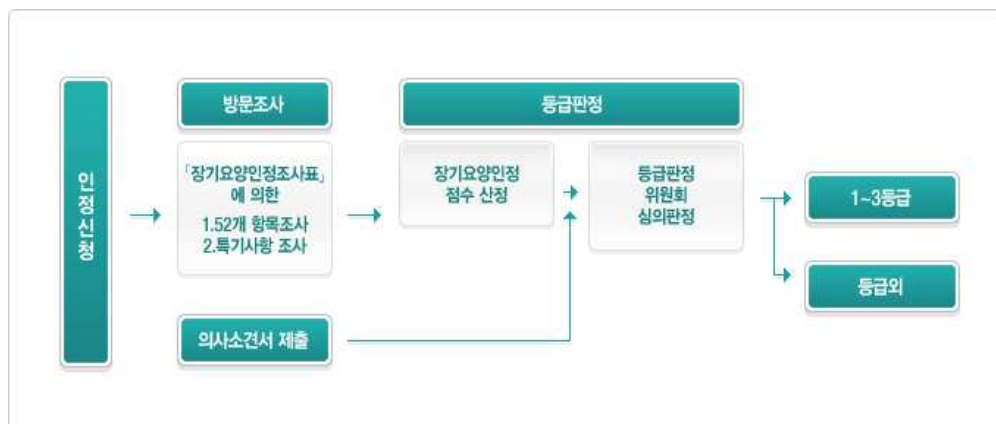 인정신청
방문조사
「장기요양인정조사표」
에 의한
1.52개 항목조사
2.특기사항 조사
의사소견서 제출
등급판정
장기요양인정
점수 산정
등급판정
위원회
심의판정
1~3등급
등급외